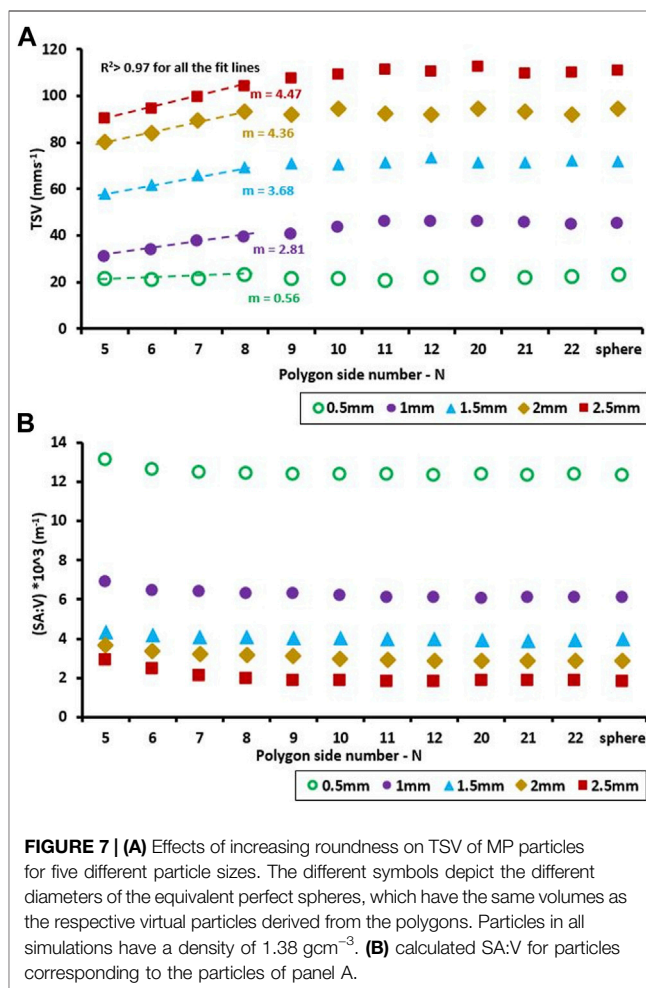 A
R²> 0.97 for all the fit lines
120
100
80
60
40
20
0
TSV (mms⁻¹)
m = 4.47
m = 4.36
m = 3.68
m = 2.81
m = 0.56
5 6 7 8 9 10 11 12 20 21 22 sphere
Polygon side number - N
0.5mm 1mm 1.5mm 2mm 2.5mm
B
14
12
10
8
6
4
2
0
(SA:V) *10^3 (m⁻¹)
5 6 7 8 9 10 11 12 20 21 22 sphere
Polygon side number - N
0.5mm 1mm 1.5mm 2mm 2.5mm
FIGURE 7 | (A) Effects of increasing roundness on TSV of MP particles
for five different particle sizes. The different symbols depict the different
diameters of the equivalent perfect spheres, which have the same volumes as
the respective virtual particles derived from the polygons. Particles in all
simulations have a density of 1.38 gcm⁻³. (B) calculated SA:V for particles
corresponding to the particles of panel A.